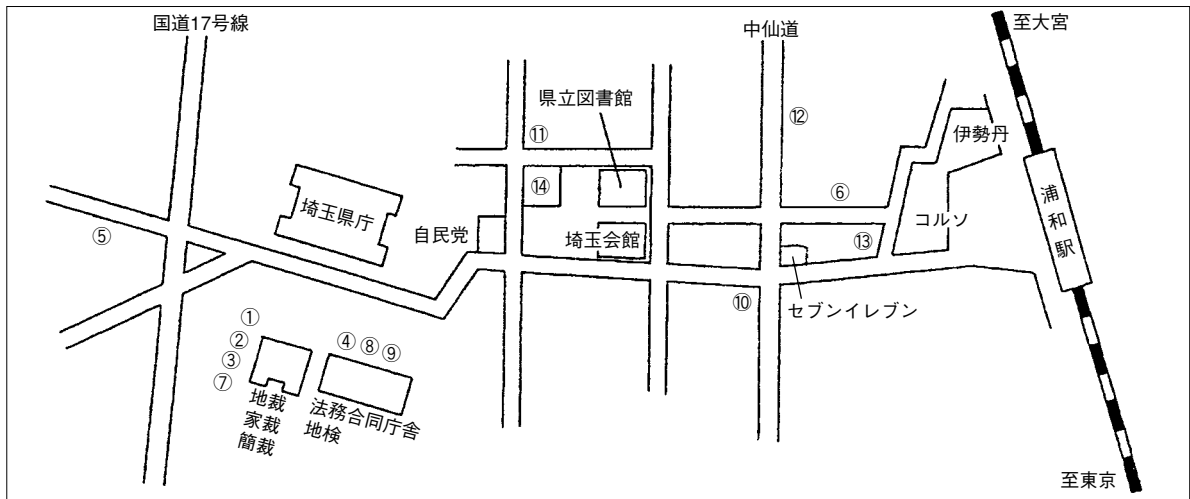 国道17号線
中仙道
至大宮
県立図書館
⑫
伊勢丹
⑪
⑭
⑥
埼玉県庁
自民党
埼玉会館
⑬
コルソ
浦和駅
⑤
⑩
セブンイレブン
①
②
③
⑦
④⑧⑨
地裁
家裁
簡裁
法務合同庁舎
地検
至東京